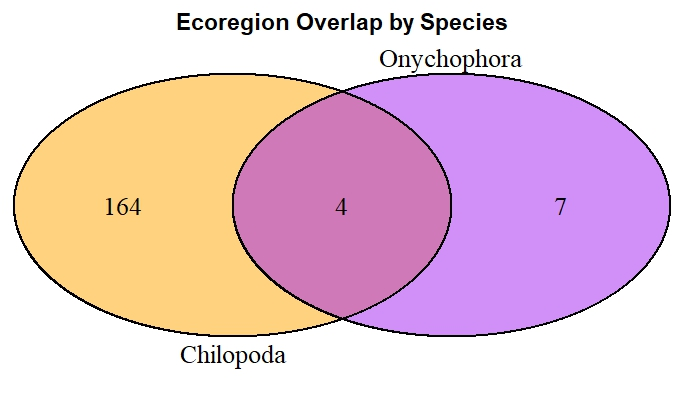 Ecoregion Overlap by Species
Onychophora
164
4
7
Chilopoda